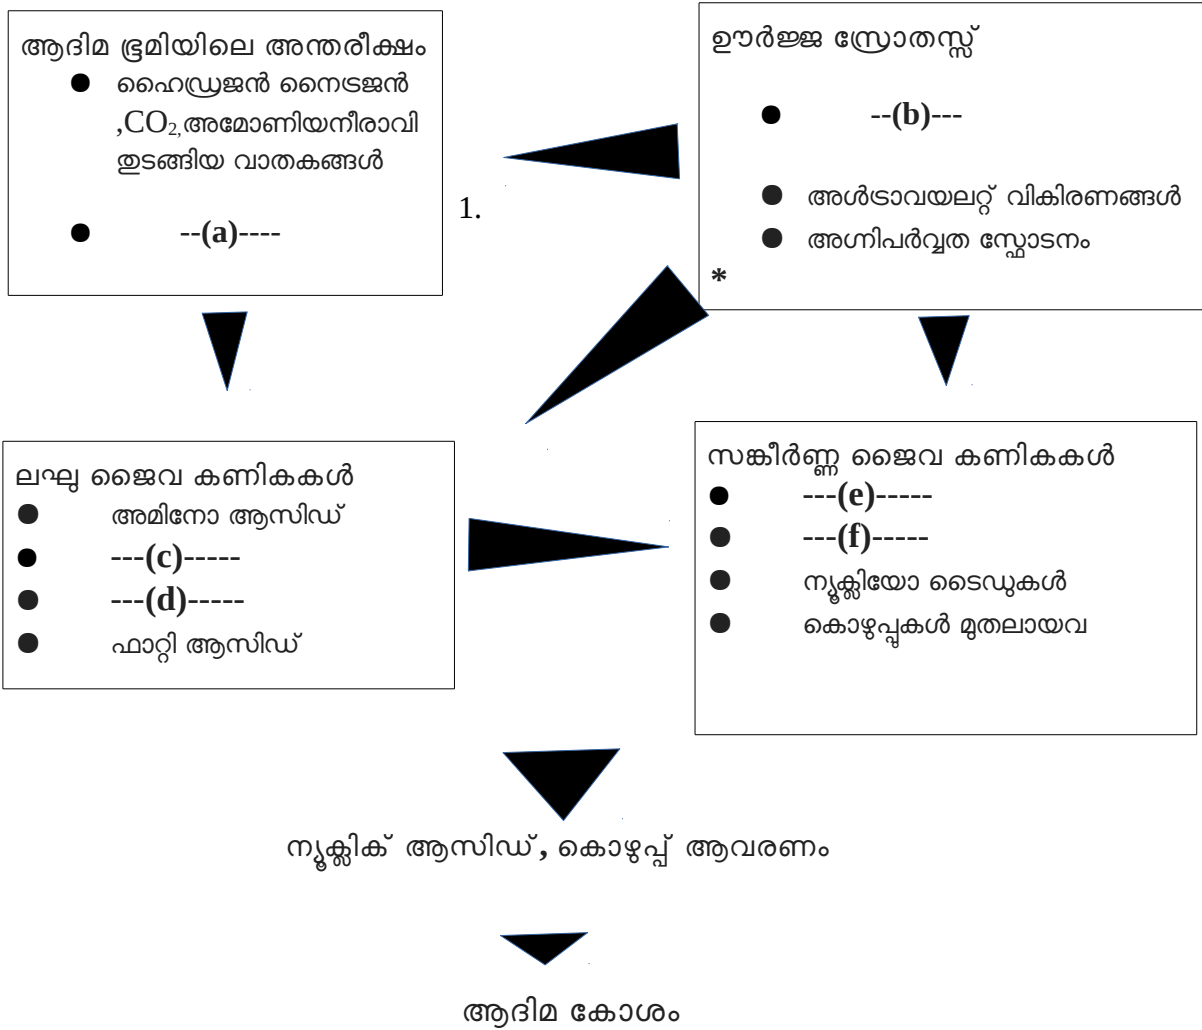 ആദിമ ഭൂമിയിലെ അന്തരീക്ഷം
● ഹൈഡ്രജൻ നൈട്രജൻ
,CO₂,അമോണിയനീരാവി
തുടങ്ങിയ വാതകങ്ങൾ
● --(a)----
1.
ഊർജ്ജ സ്രോതസ്സ്
● --(b)---
● അൾട്രാവയലറ്റ് വികിരണങ്ങൾ
● അഗ്നിപർവ്വത സ്ഫോടനം
*
ലഘു ജൈവ കണികകൾ
● അമിനോ ആസിഡ്
● ---(c)-----
● ---(d)-----
● ഫാറ്റി ആസിഡ്
സങ്കീർണ്ണ ജൈവ കണികകൾ
● ---(e)-----
● ---(f)-----
● ന്യൂക്ലിയോ ടൈഡുകൾ
● കൊഴുപ്പുകൾ മുതലായവ
ന്യൂക്ലിക് ആസിഡ്, കൊഴുപ്പ് ആവരണം
ആദിമ കോശം